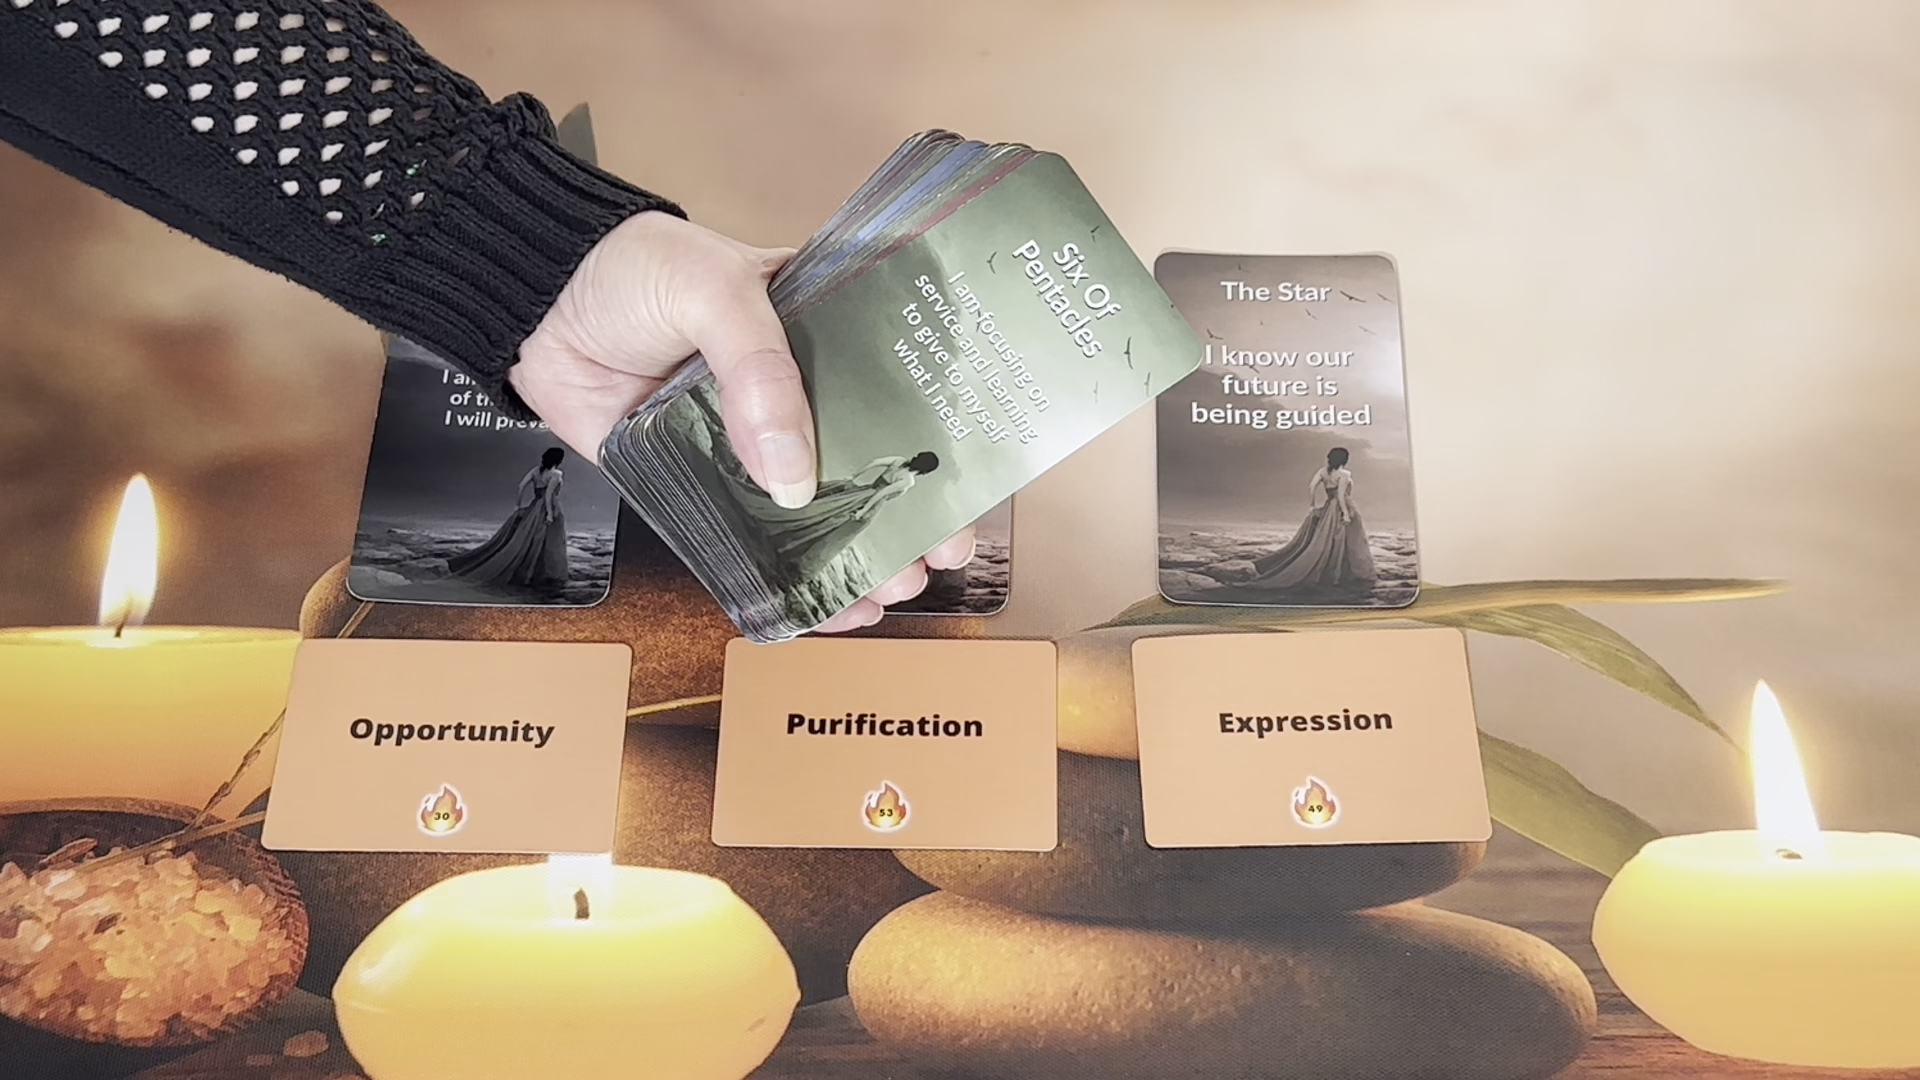 Six Of
Pentacles
I am focusing on
service and learning
to give to myself
what I need
The Star
I know our
future is
being guided
I
of
I will
Opportunity
30
Purification
53
Expression
49